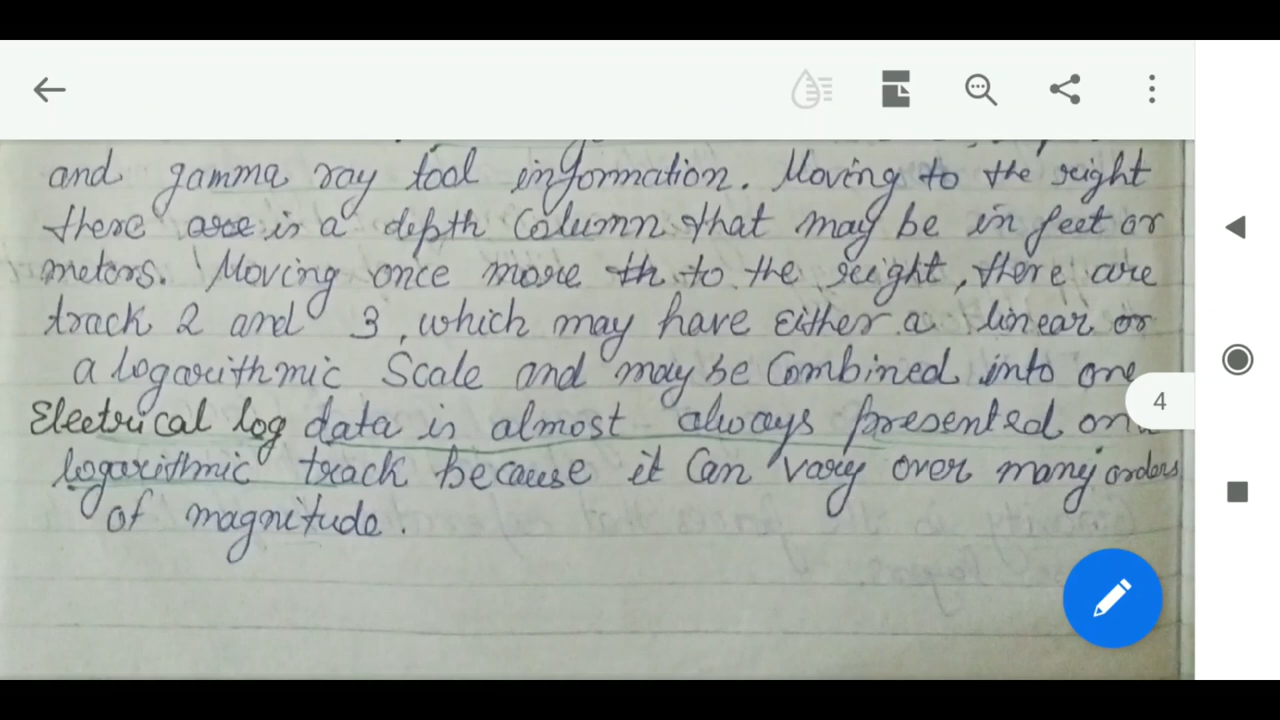 and gamma ray tool information. Moving to the right
there are is a depth Column that may be in feet or
meters. Moving once more th to the right, there are
track 2 and 3, which may have Either a linear or
a logarithmic Scale and may be Combined into one
4
Electrical log data is almost always presented on
logarithmic track because it Can vary over many orders
of magnitude.